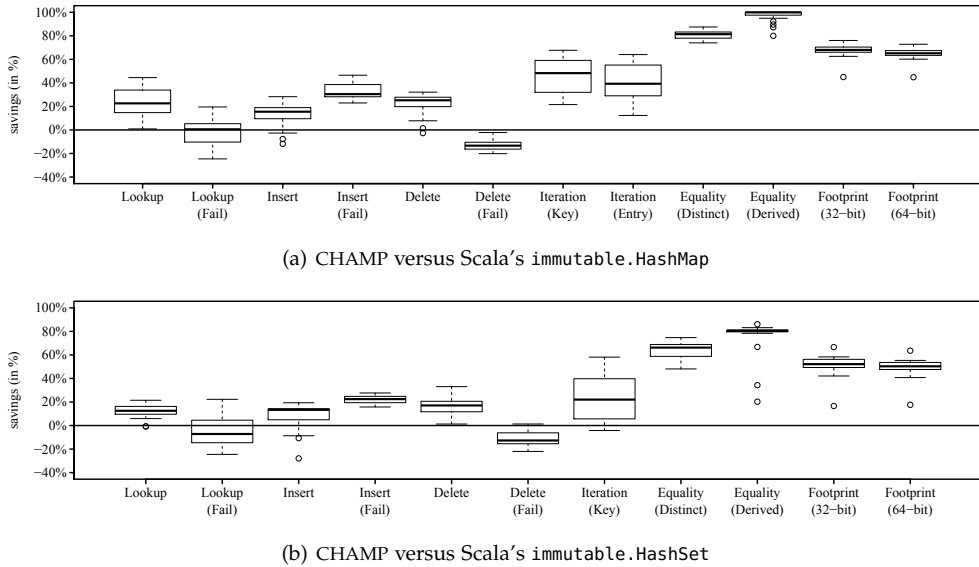 100%
80%
60%
40%
20%
0%
−20%
−40%
savings (in %)
Lookup
Lookup (Fail)
Insert
Insert (Fail)
Delete
Delete (Fail)
Iteration (Key)
Iteration (Entry)
Equality (Distinct)
Equality (Derived)
Footprint (32-bit)
Footprint (64-bit)
(a) CHAMP versus Scala's immutable.HashMap
100%
80%
60%
40%
20%
0%
−20%
−40%
savings (in %)
Lookup
Lookup (Fail)
Insert
Insert (Fail)
Delete
Delete (Fail)
Iteration (Key)
Equality (Distinct)
Equality (Derived)
Footprint (32-bit)
Footprint (64-bit)
(b) CHAMP versus Scala's immutable.HashSet